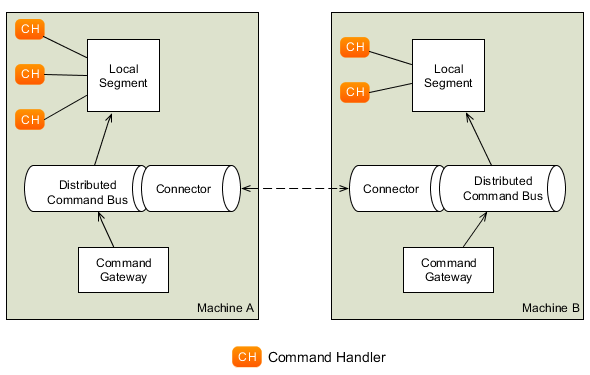 CH
CH
CH
Local
Segment
Distributed
Command Bus
Connector
Command
Gateway
Machine A
CH
CH
Local
Segment
Connector
Distributed
Command Bus
Command
Gateway
Machine B
CH Command Handler